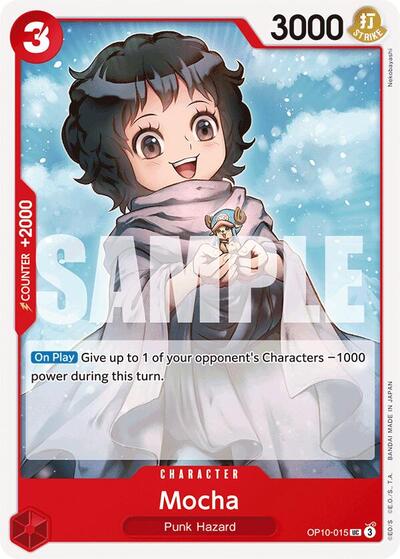 3
3000
打
STRIKE
Nekobayashi
COUNTER +2000
SAMPLE
On Play Give up to 1 of your opponent's Characters −1000
power during this turn.
CHARACTER
Mocha
Punk Hazard
OP10-015 UC 3
©E.O/S ©E.O./S., T.A. BANDAI MADE IN JAPAN